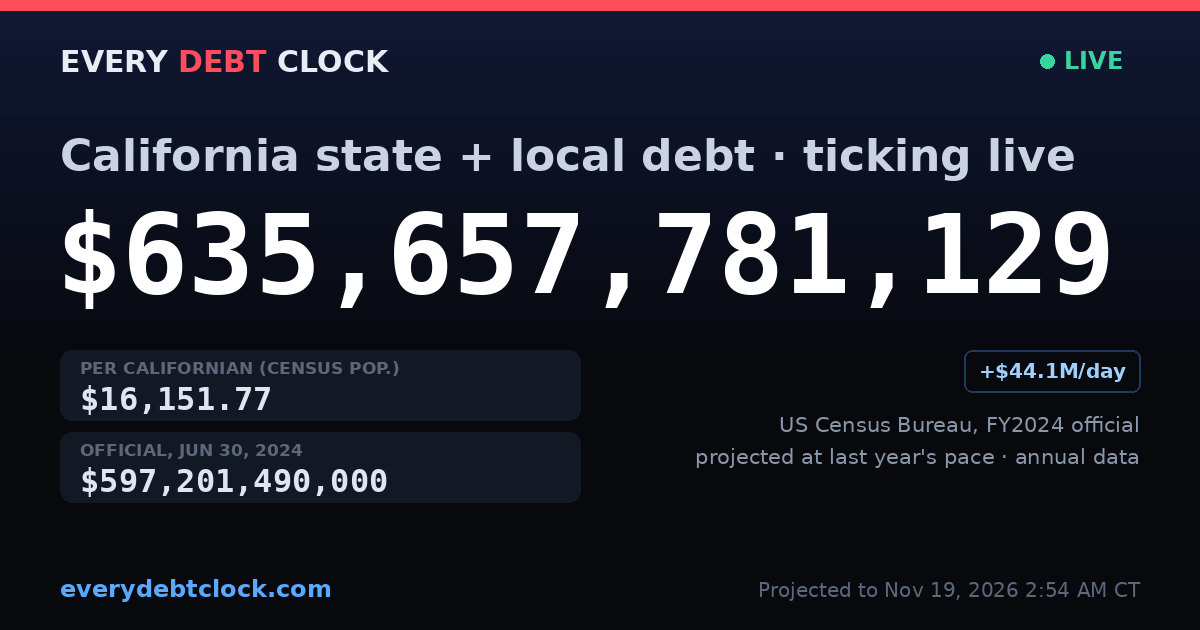 EVERY DEBT CLOCK
LIVE
California state + local debt · ticking live
$635,657,781,129
PER CALIFORNIAN (CENSUS POP.)
$16,151.77
OFFICIAL, JUN 30, 2024
$597,201,490,000
+$44.1M/day
US Census Bureau, FY2024 official
projected at last year's pace · annual data
everydebtclock.com
Projected to Nov 19, 2026 2:54 AM CT